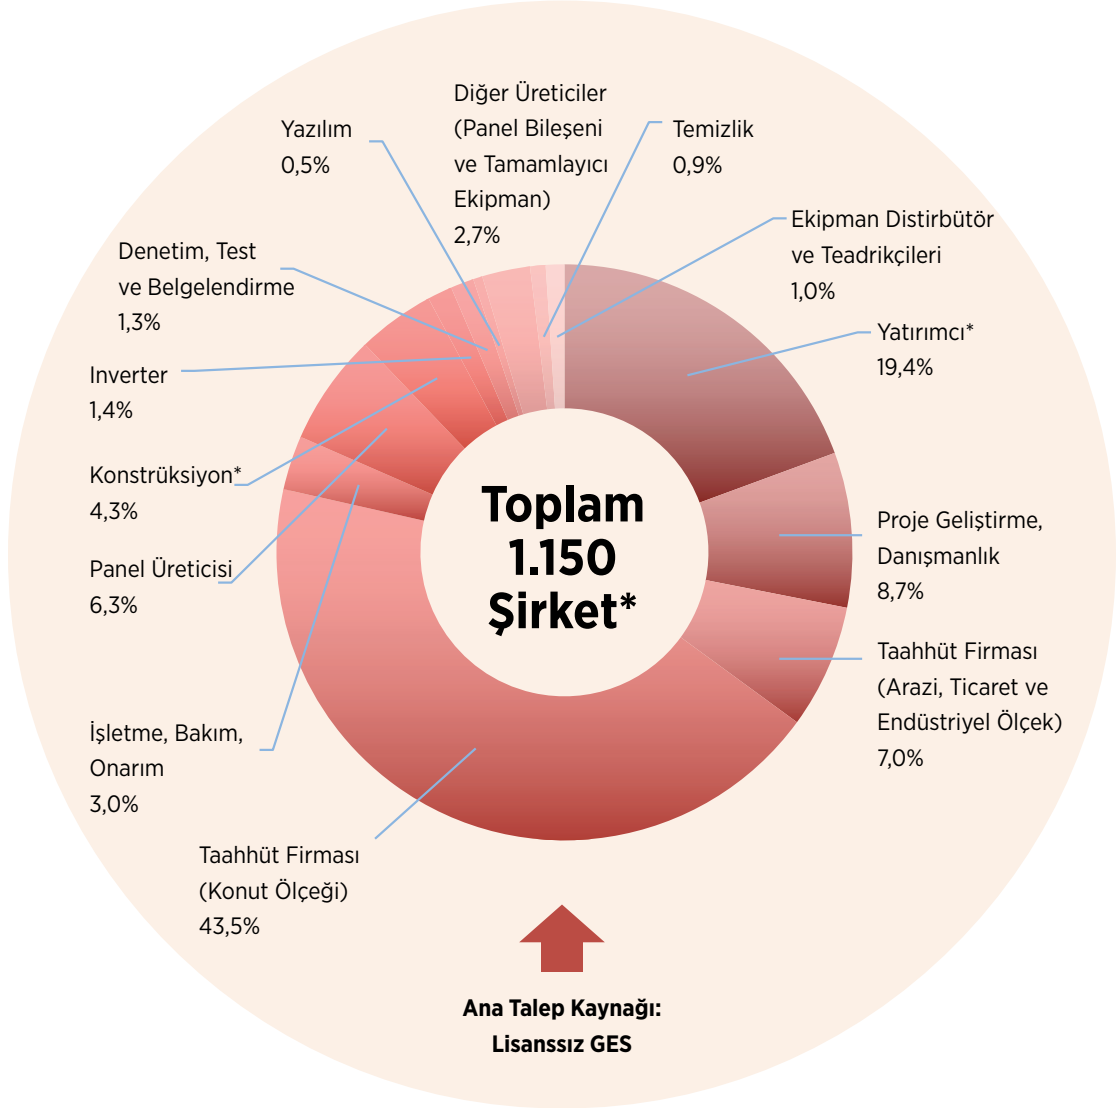 Diğer Üreticiler
(Panel Bileşeni
ve Tamamlayıcı
Ekipman)
2,7%
Yazılım
0,5%
Temizlik
0,9%
Ekipman Distirbütör
ve Teadrikçileri
1,0%
Denetim, Test
ve Belgelendirme
1,3%
Yatırımcı*
19,4%
Inverter
1,4%
Konstrüksiyon*
4,3%
Toplam
1.150
Şirket*
Proje Geliştirme,
Danışmanlık
8,7%
Panel Üreticisi
6,3%
Taahhüt Firması
(Arazi, Ticaret ve
Endüstriyel Ölçek)
7,0%
İşletme, Bakım,
Onarım
3,0%
Taahhüt Firması
(Konut Ölçeği)
43,5%
Ana Talep Kaynağı:
Lisanssız GES